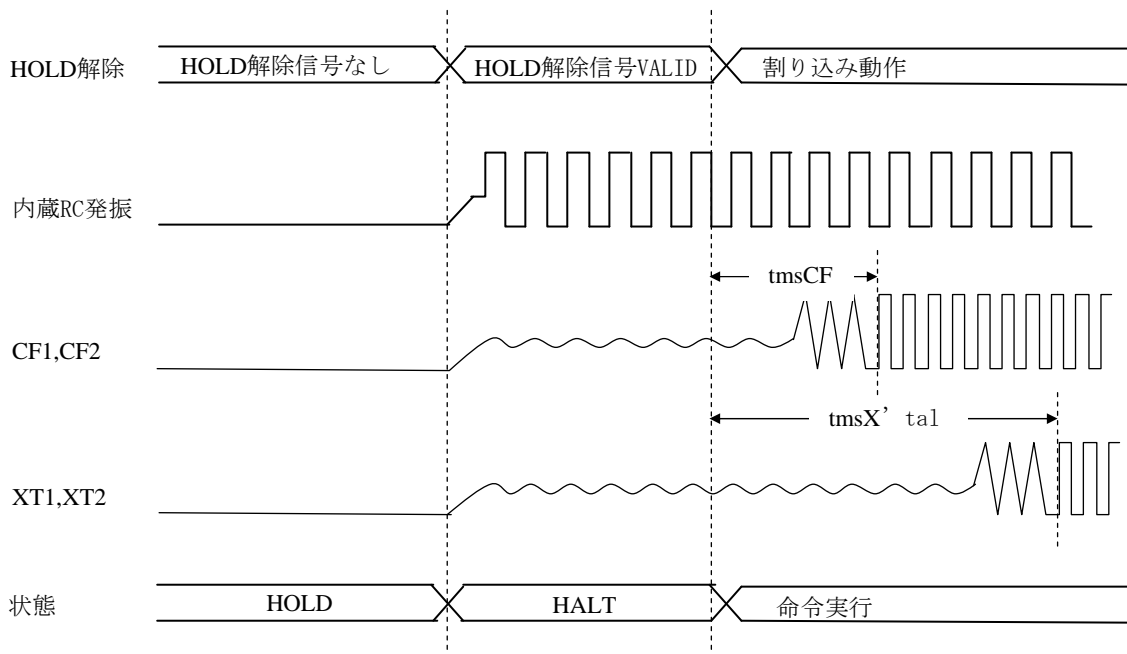 HOLD解除
HOLD解除信号なし
HOLD解除信号VALID
割り込み動作
内蔵RC発振
tmsCF
CF1,CF2
tmsX’tal
XT1,XT2
状態
HOLD
HALT
命令実行